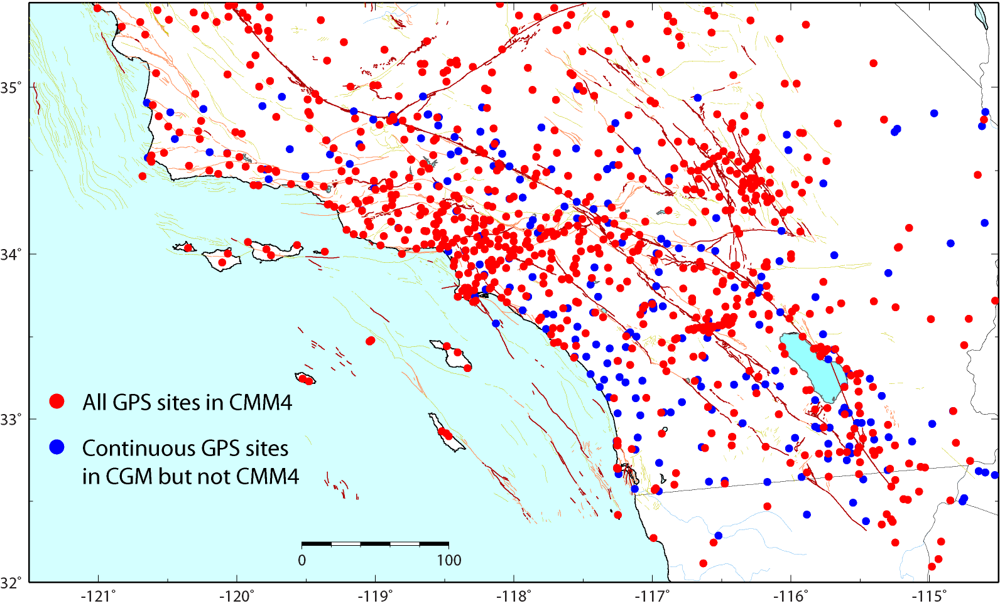 35°
34°
33°
32°
All GPS sites in CMM4
Continuous GPS sites
in CGM but not CMM4
0 100
-121° -120° -119° -118° -117° -116° -115°